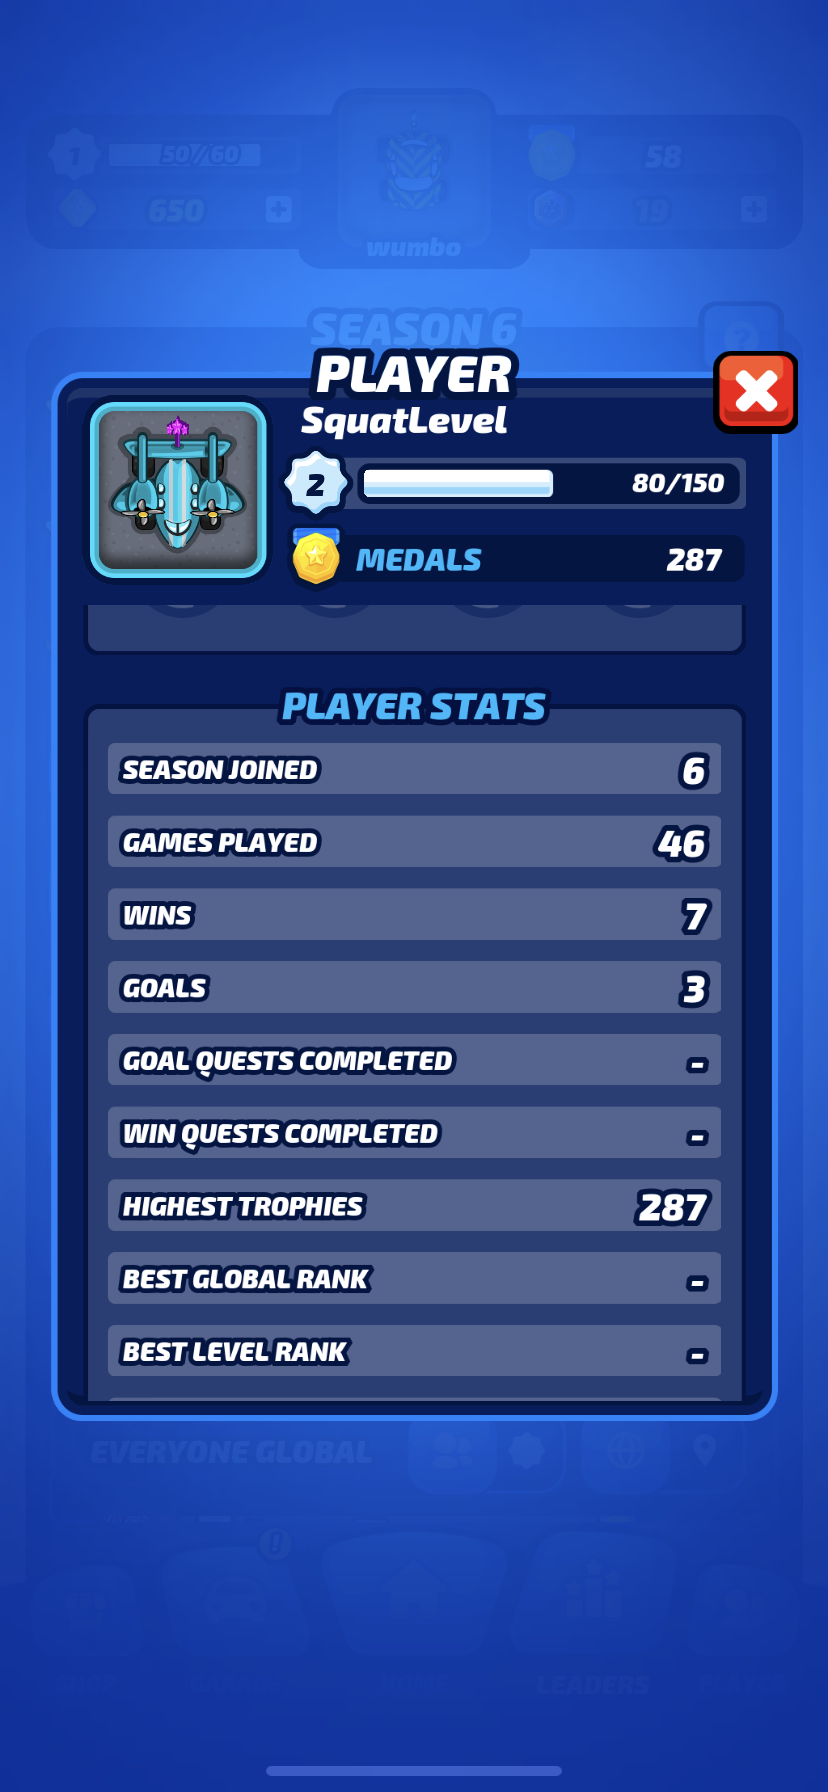 1
50/60
58
650
19
wumbo
SEASON 6
?
PLAYER
SquatLevel
2
80/150
MEDALS
287
PLAYER STATS
SEASON JOINED
6
GAMES PLAYED
46
WINS
7
GOALS
3
GOAL QUESTS COMPLETED
-
WIN QUESTS COMPLETED
-
HIGHEST TROPHIES
287
BEST GLOBAL RANK
-
BEST LEVEL RANK
-
EVERYONE GLOBAL
LEADERS